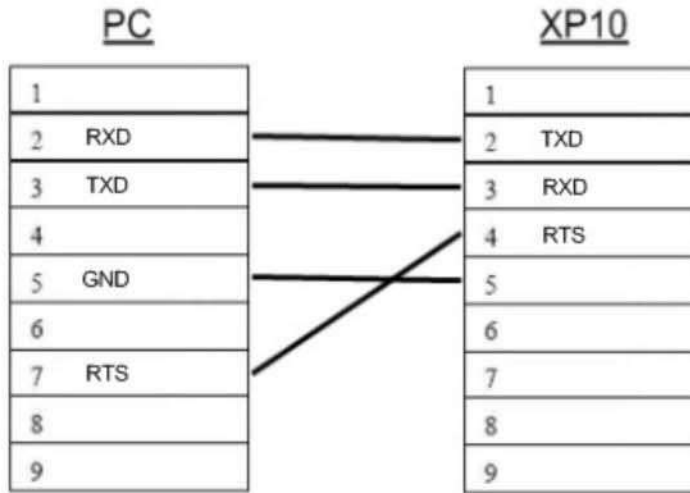 PC XP10
1 1
2 RXD 2 TXD
3 TXD 3 RXD
4 4 RTS
5 GND 5
6 6
7 RTS 7
8 8
9 9